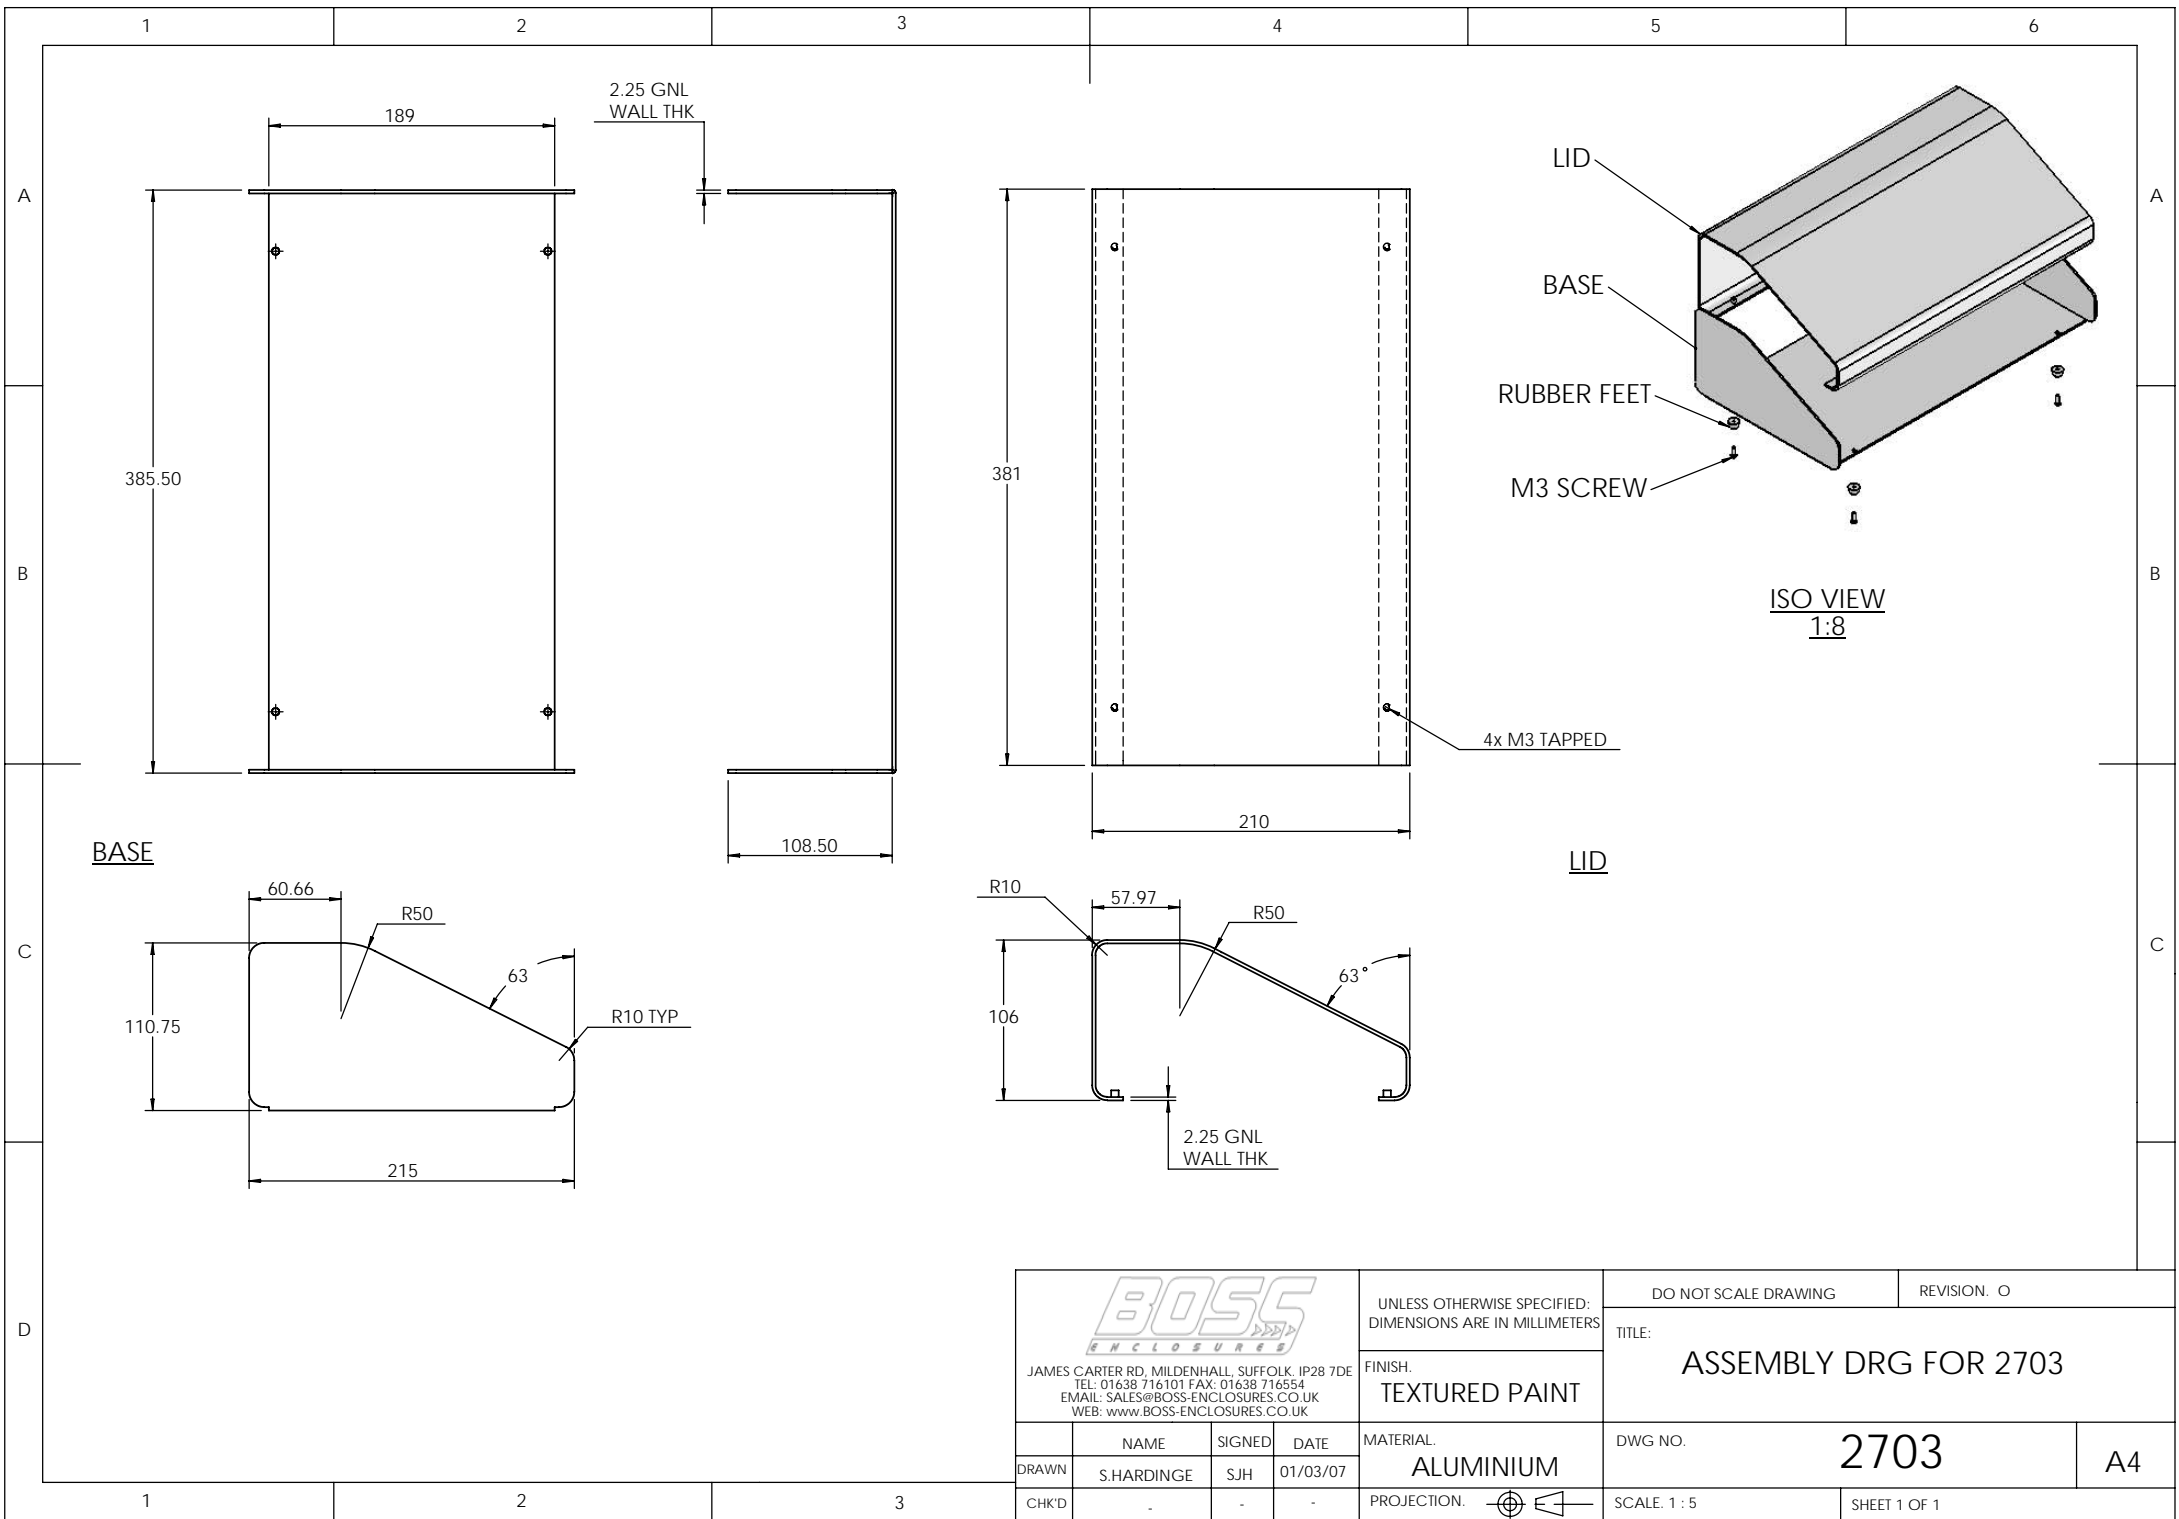 1
2
3
4
5
6
A
A
B
B
C
C
D
189
2.25 GNL
WALL THK
385.50
108.50
381
210
4x M3 TAPPED
LID
BASE
RUBBER FEET
M3 SCREW
ISO VIEW
1:8
BASE
60.66
R50
63
R10 TYP
110.75
215
LID
R10
57.97
R50
63°
106
2.25 GNL
WALL THK
BOSS
ENCLOSURES
JAMES CARTER RD, MILDENHALL, SUFFOLK. IP28 7DE
TEL: 01638 716101 FAX: 01638 716554
EMAIL: SALES@BOSS-ENCLOSURES.CO.UK
WEB: www.BOSS-ENCLOSURES.CO.UK
UNLESS OTHERWISE SPECIFIED:
DIMENSIONS ARE IN MILLIMETERS
FINISH.
TEXTURED PAINT
DO NOT SCALE DRAWING
REVISION. O
TITLE:
ASSEMBLY DRG FOR 2703
NAME SIGNED DATE
DRAWN S.HARDINGE SJH 01/03/07
CHK'D - - -
MATERIAL.
ALUMINIUM
PROJECTION.
DWG NO.
2703
A4
SCALE. 1 : 5
SHEET 1 OF 1
1
2
3